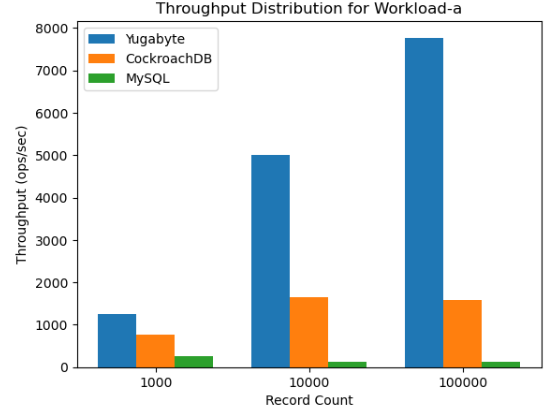 Throughput Distribution for Workload-a
Yugabyte
CockroachDB
MySQL
8000
7000
6000
5000
4000
3000
2000
1000
0
Throughput (ops/sec)
1000
10000
100000
Record Count